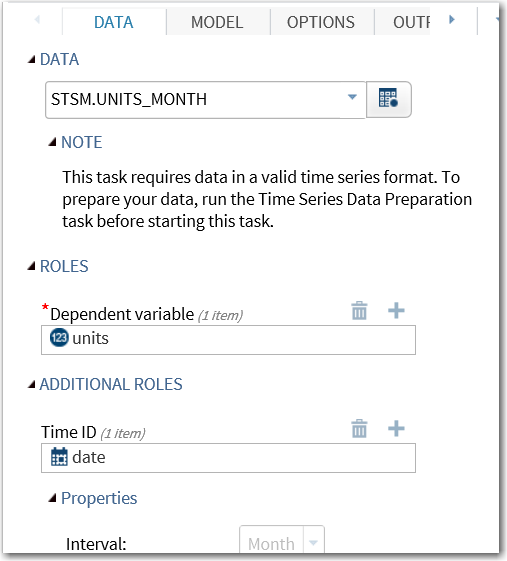 DATA MODEL OPTIONS OUTP
DATA
STSM.UNITS_MONTH
NOTE
This task requires data in a valid time series format. To
prepare your data, run the Time Series Data Preparation
task before starting this task.
ROLES
*Dependent variable (1 item)
123 units
ADDITIONAL ROLES
Time ID (1 item)
date
Properties
Interval: Month